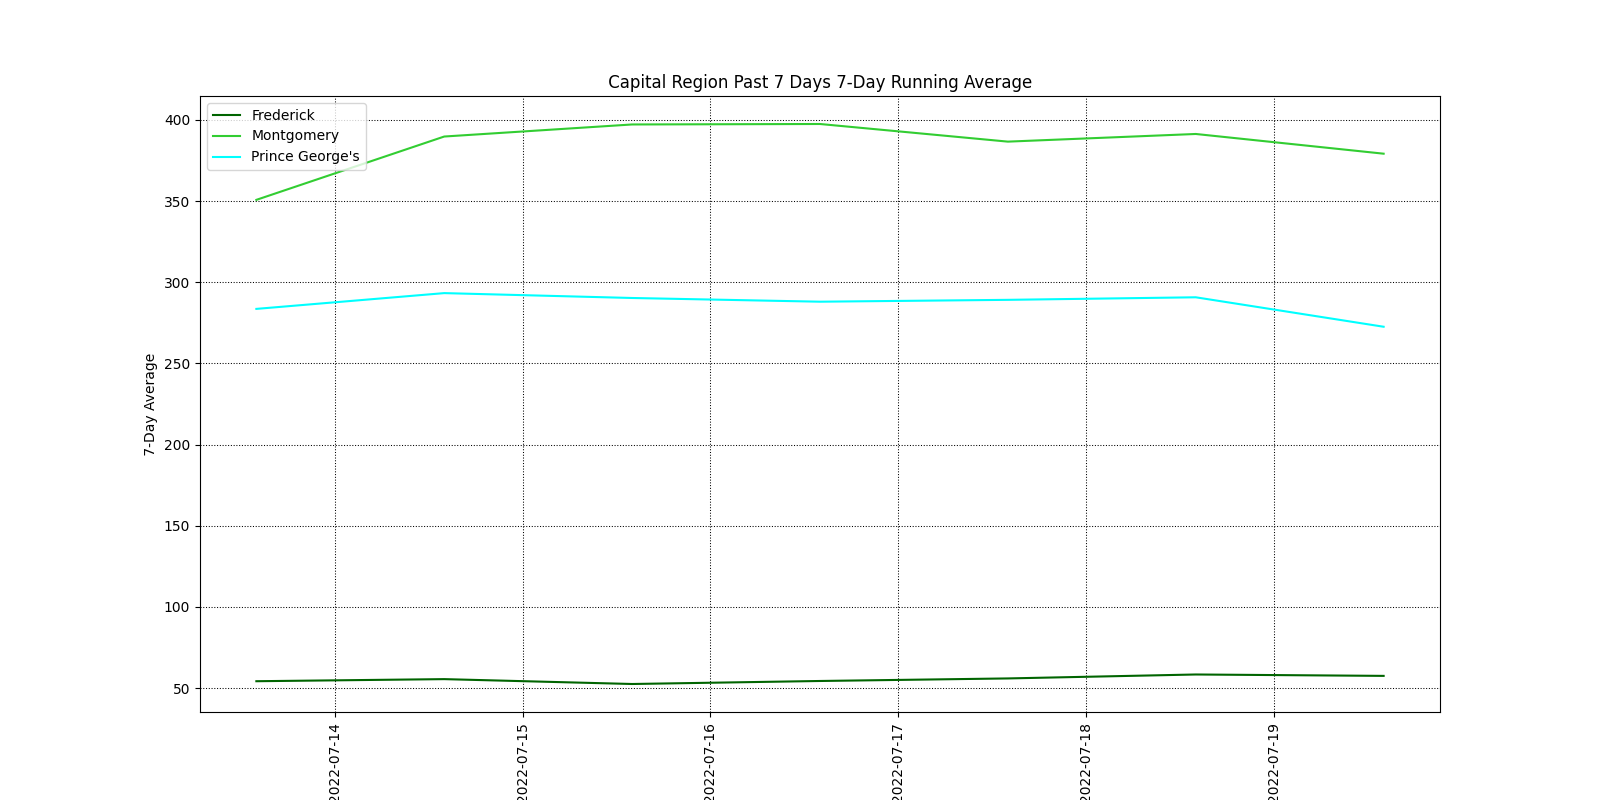 Capital Region Past 7 Days 7-Day Running Average
Frederick
Montgomery
Prince George's
7-Day Average
400
350
300
250
200
150
100
50
2022-07-14
2022-07-15
2022-07-16
2022-07-17
2022-07-18
2022-07-19